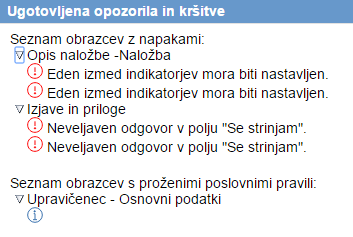 Ugotovljena opozorila in kršitve
Seznam obrazcev z napakami:
Opis naložbe -Naložba
Eden izmed indikatorjev mora biti nastavljen.
Eden izmed indikatorjev mora biti nastavljen.
Izjave in priloge
Neveljaven odgovor v polju "Se strinjam".
Neveljaven odgovor v polju "Se strinjam".
Seznam obrazcev s proženimi poslovnimi pravili:
Upravičenec - Osnovni podatki